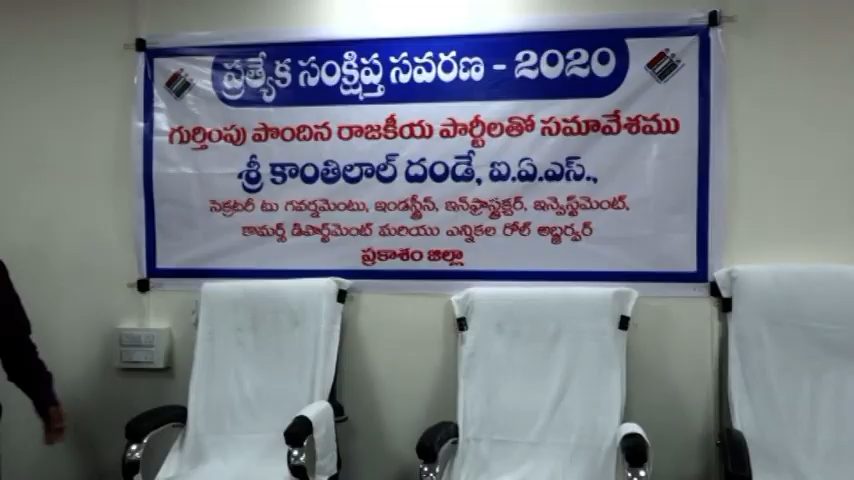 ప్రత్యేక సంక్షిప్త సవరణ - 2020
గుర్తింపు పొందిన రాజకీయ పార్టీలతో సమావేశము
శ్రీ కాంతిలాల్ దండే, ఐ.ఏ.ఎస్.,
సెక్రటరీ టు గవర్నమెంటు, ఇండస్ట్రీస్, ఇన్‌ఫ్రాస్ట్రక్చర్, ఇన్వెస్ట్‌మెంట్,
కామర్స్ డిపార్ట్‌మెంట్ మరియు ఎన్నికల రోల్ అబ్జర్వర్
ప్రకాశం జిల్లా